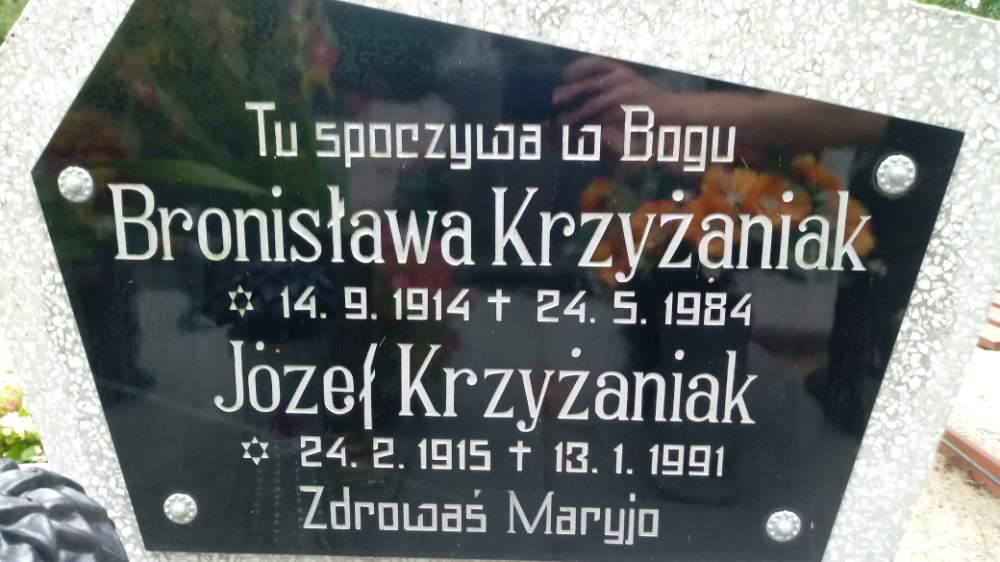 Tu spoczywa w Bogu
Bronisława Krzyżaniak
✡ 14. 9. 1914 ✝ 24. 5. 1984
Józef Krzyżaniak
✡ 24. 2. 1915 ✝ 13. 1. 1991
Zdrowaś Maryjo